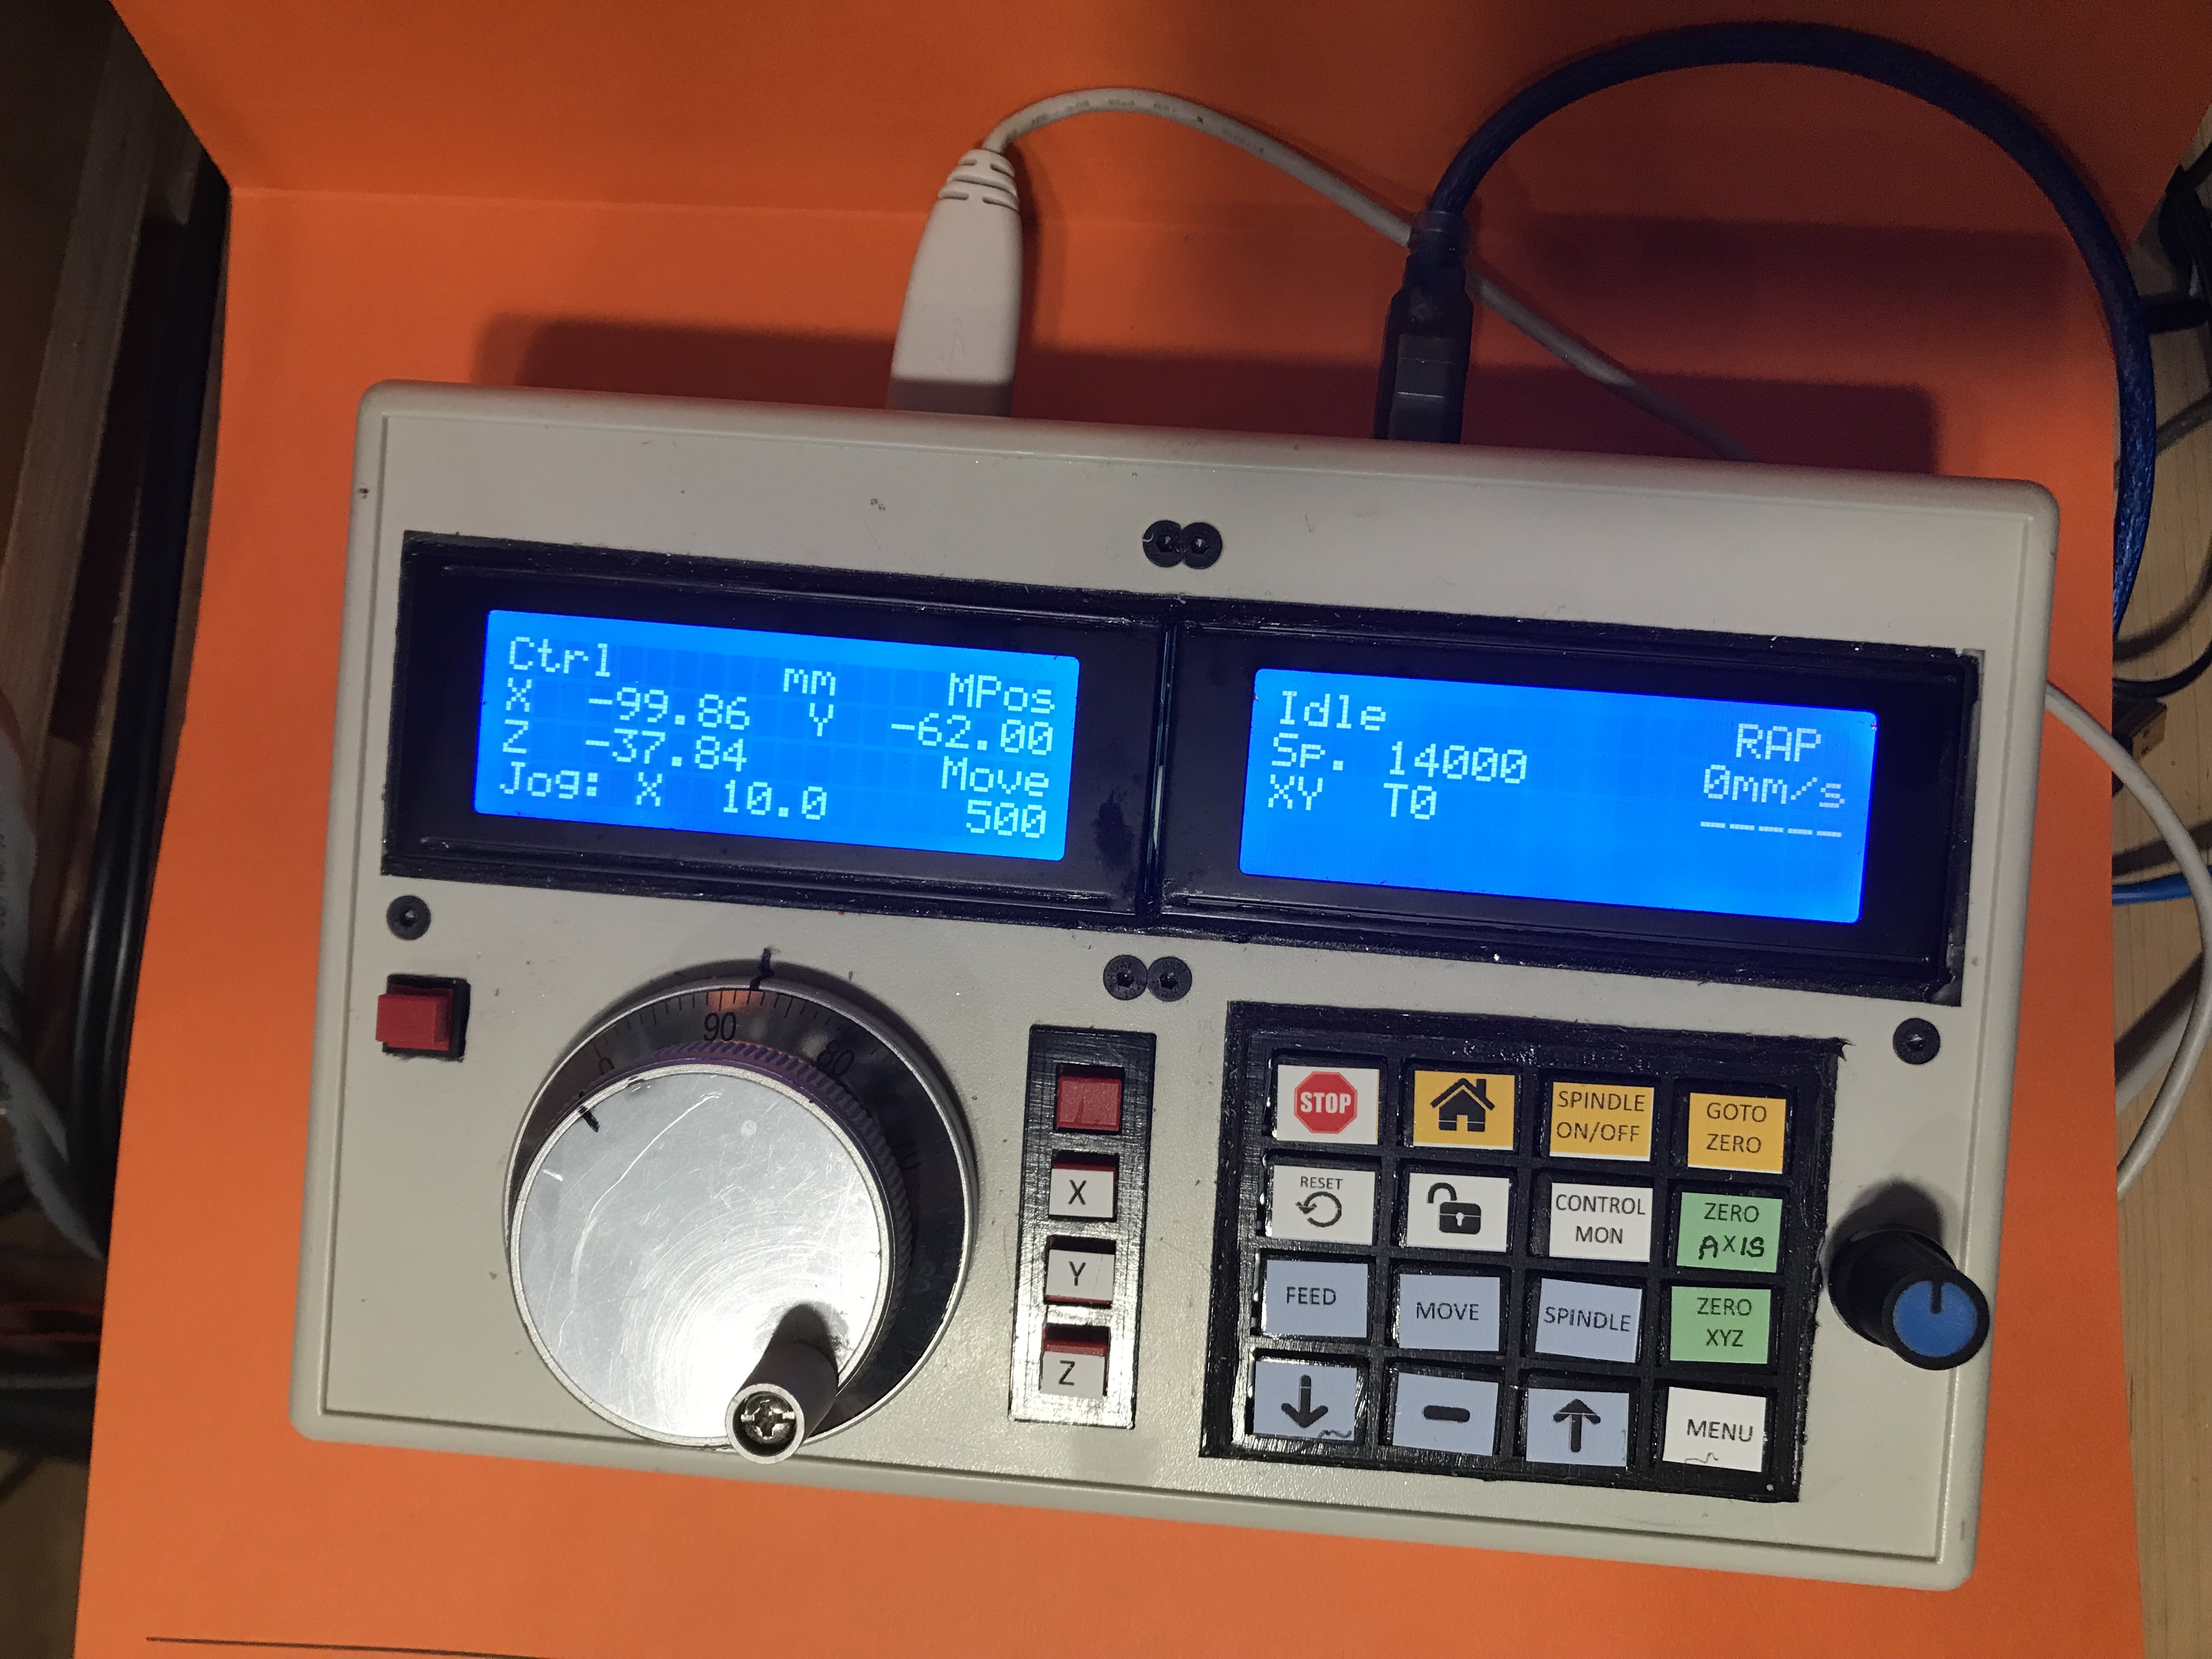 Ctrl mm MPos
X -99.86 Y -62.00
Z -37.84 Move
Jog: X 10.0 500
Idle RAP
Sp. 14000 0mm/s
XY T0 -----
90
80
X
Y
Z
STOP
SPINDLE
ON/OFF
GOTO
ZERO
RESET
CONTROL
MON
ZERO
AXIS
FEED
MOVE
SPINDLE
ZERO
XYZ
MENU